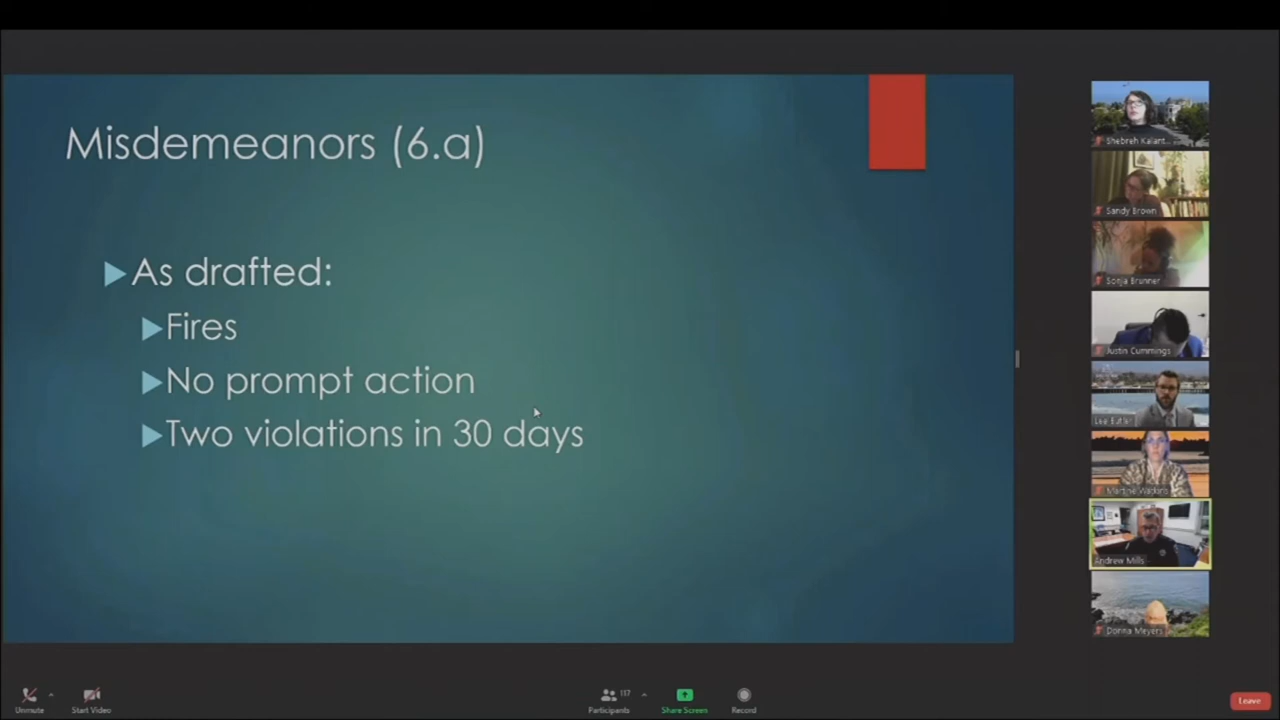 Misdemeanors (6.a)
As drafted:
Fires
No prompt action
Two violations in 30 days
Shebreh Kalant...
Sandy Brown
Sonja Brunner
Justin Cummings
Lee Butler
Martine Watkins
Andrew Mills
Donna Meyers
Unmute
Start Video
Participants
117
Share Screen
Record
Leave